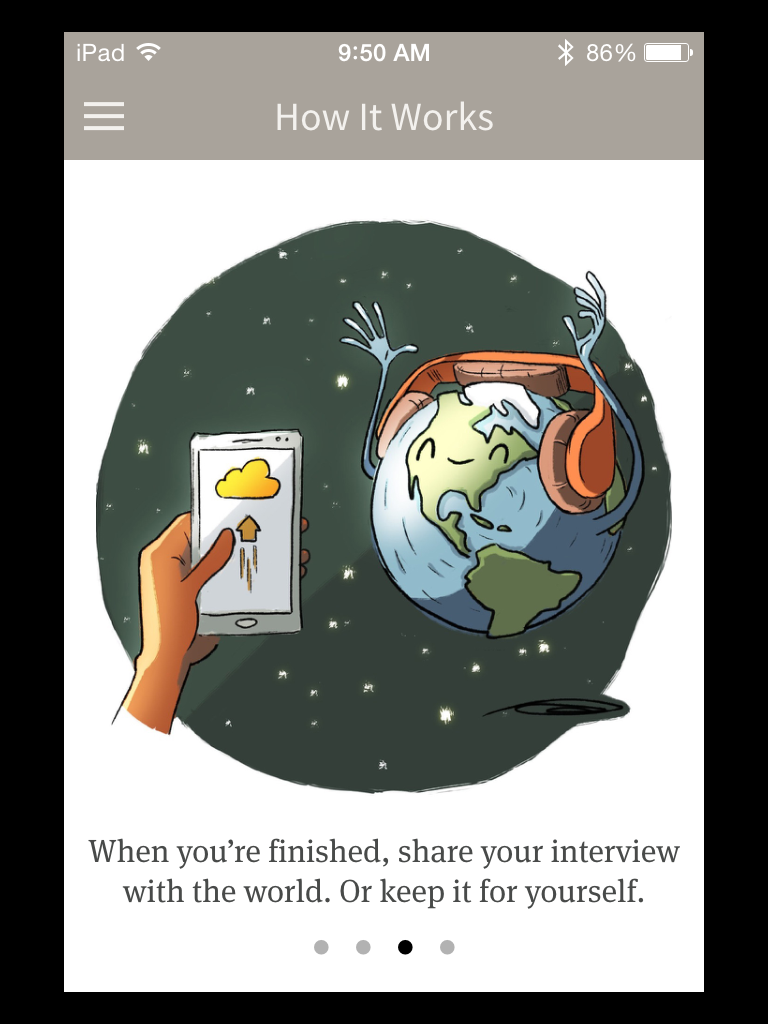 iPad 9:50 AM 86%
How It Works
When you’re finished, share your interview
with the world. Or keep it for yourself.